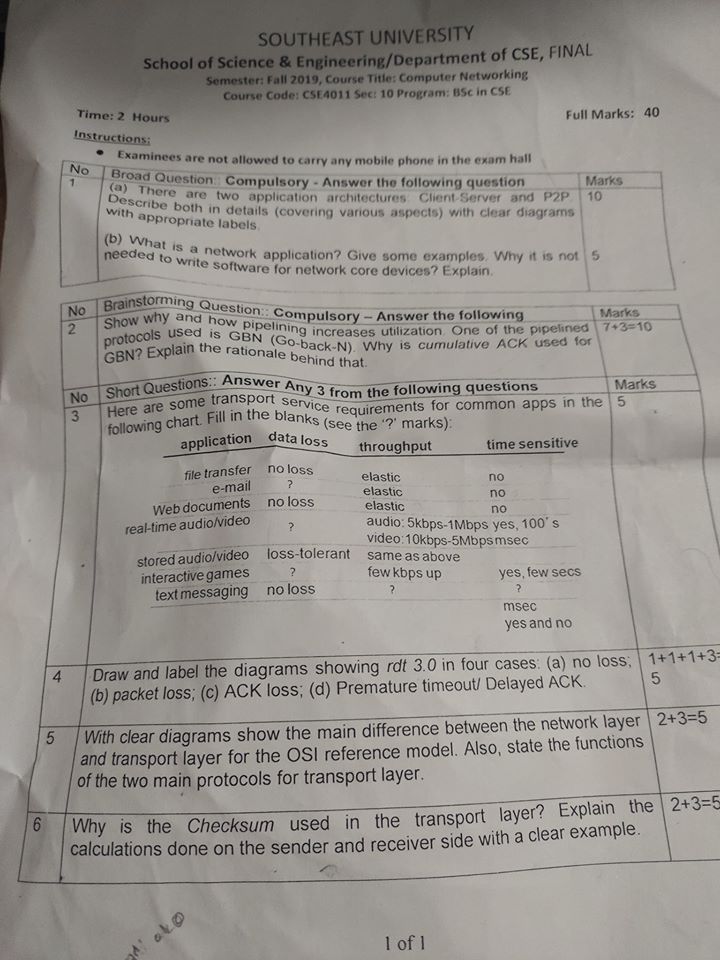 SOUTHEAST UNIVERSITY
School of Science & Engineering/Department of CSE, FINAL
Semester: Fall 2019, Course Title: Computer Networking
Course Code: CSE4011 Sec: 10 Program: BSc in CSE
Time: 2 Hours Full Marks: 40
Instructions:
• Examinees are not allowed to carry any mobile phone in the exam hall
No Broad Question: Compulsory - Answer the following question Marks
1 (a) There are two application architectures: Client-Server and P2P. 10
Describe both in details (covering various aspects) with clear diagrams
with appropriate labels.
(b) What is a network application? Give some examples. Why it is not 5
needed to write software for network core devices? Explain.
No Brainstorming Question:: Compulsory – Answer the following Marks
2 Show why and how pipelining increases utilization. One of the pipelined 7+3=10
protocols used is GBN (Go-back-N). Why is cumulative ACK used for
GBN? Explain the rationale behind that.
No Short Questions:: Answer Any 3 from the following questions Marks
3 Here are some transport service requirements for common apps in the 5
following chart. Fill in the blanks (see the '?' marks):
application data loss throughput time sensitive
file transfer no loss elastic no
e-mail ? elastic no
Web documents no loss elastic no
real-time audio/video ? audio: 5kbps-1Mbps yes, 100' s
video:10kbps-5Mbps msec
stored audio/video loss-tolerant same as above
interactive games ? few kbps up yes, few secs
text messaging no loss ? ?
msec
yes and no
4 Draw and label the diagrams showing rdt 3.0 in four cases: (a) no loss; 1+1+1+3=
(b) packet loss; (c) ACK loss; (d) Premature timeout/ Delayed ACK. 5
5 With clear diagrams show the main difference between the network layer 2+3=5
and transport layer for the OSI reference model. Also, state the functions
of the two main protocols for transport layer.
6 Why is the Checksum used in the transport layer? Explain the 2+3=5
calculations done on the sender and receiver side with a clear example.
1 of 1